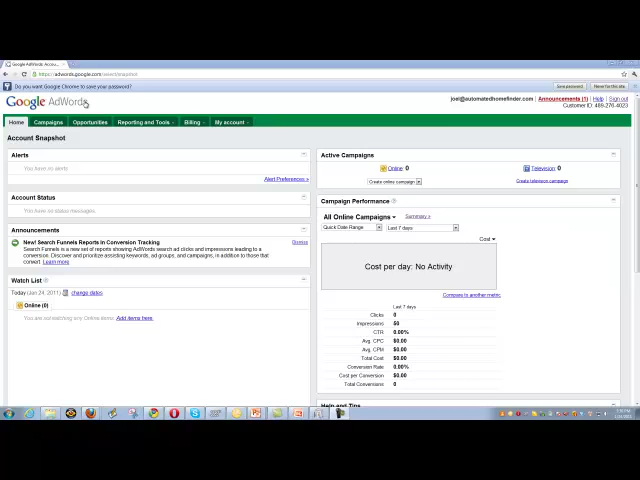 Google AdWords: Accou...
https://adwords.google.com/select/snapshot
Do you want Google Chrome to save your password?
Save password
Never for this site
Google AdWords
joel@automatedhomefinder.com
Announcements (1)
Help
Sign out
Customer ID: 489-276-4623
Home
Campaigns
Opportunities
Reporting and Tools
Billing
My account
Account Snapshot
Alerts
You have no alerts.
Alert Preferences »
Account Status
You have no status messages.
Announcements
New! Search Funnels Reports in Conversion Tracking
Dismiss
Search Funnels is a new set of reports showing AdWords search ad clicks and impressions leading to a
conversion. Discover and prioritize assisting keywords, ad groups, and campaigns, in addition to those that
convert. Learn more
Watch List
Today (Jan 24, 2011)
change dates
Online (0)
You are not watching any Online items. Add items here.
Active Campaigns
Online: 0
Television: 0
Create online campaign
Create television campaign
Campaign Performance
All Online Campaigns
Summary »
Quick Date Range
Last 7 days
Cost
Cost per day: No Activity
Compare to another metric
Last 7 days
Clicks 0
Impressions 50
CTR 0.00%
Avg. CPC $0.00
Avg. CPM $0.00
Total Cost $0.00
Conversion Rate 0.00%
Cost per Conversion $0.00
Total Conversions 0
Help and Tips